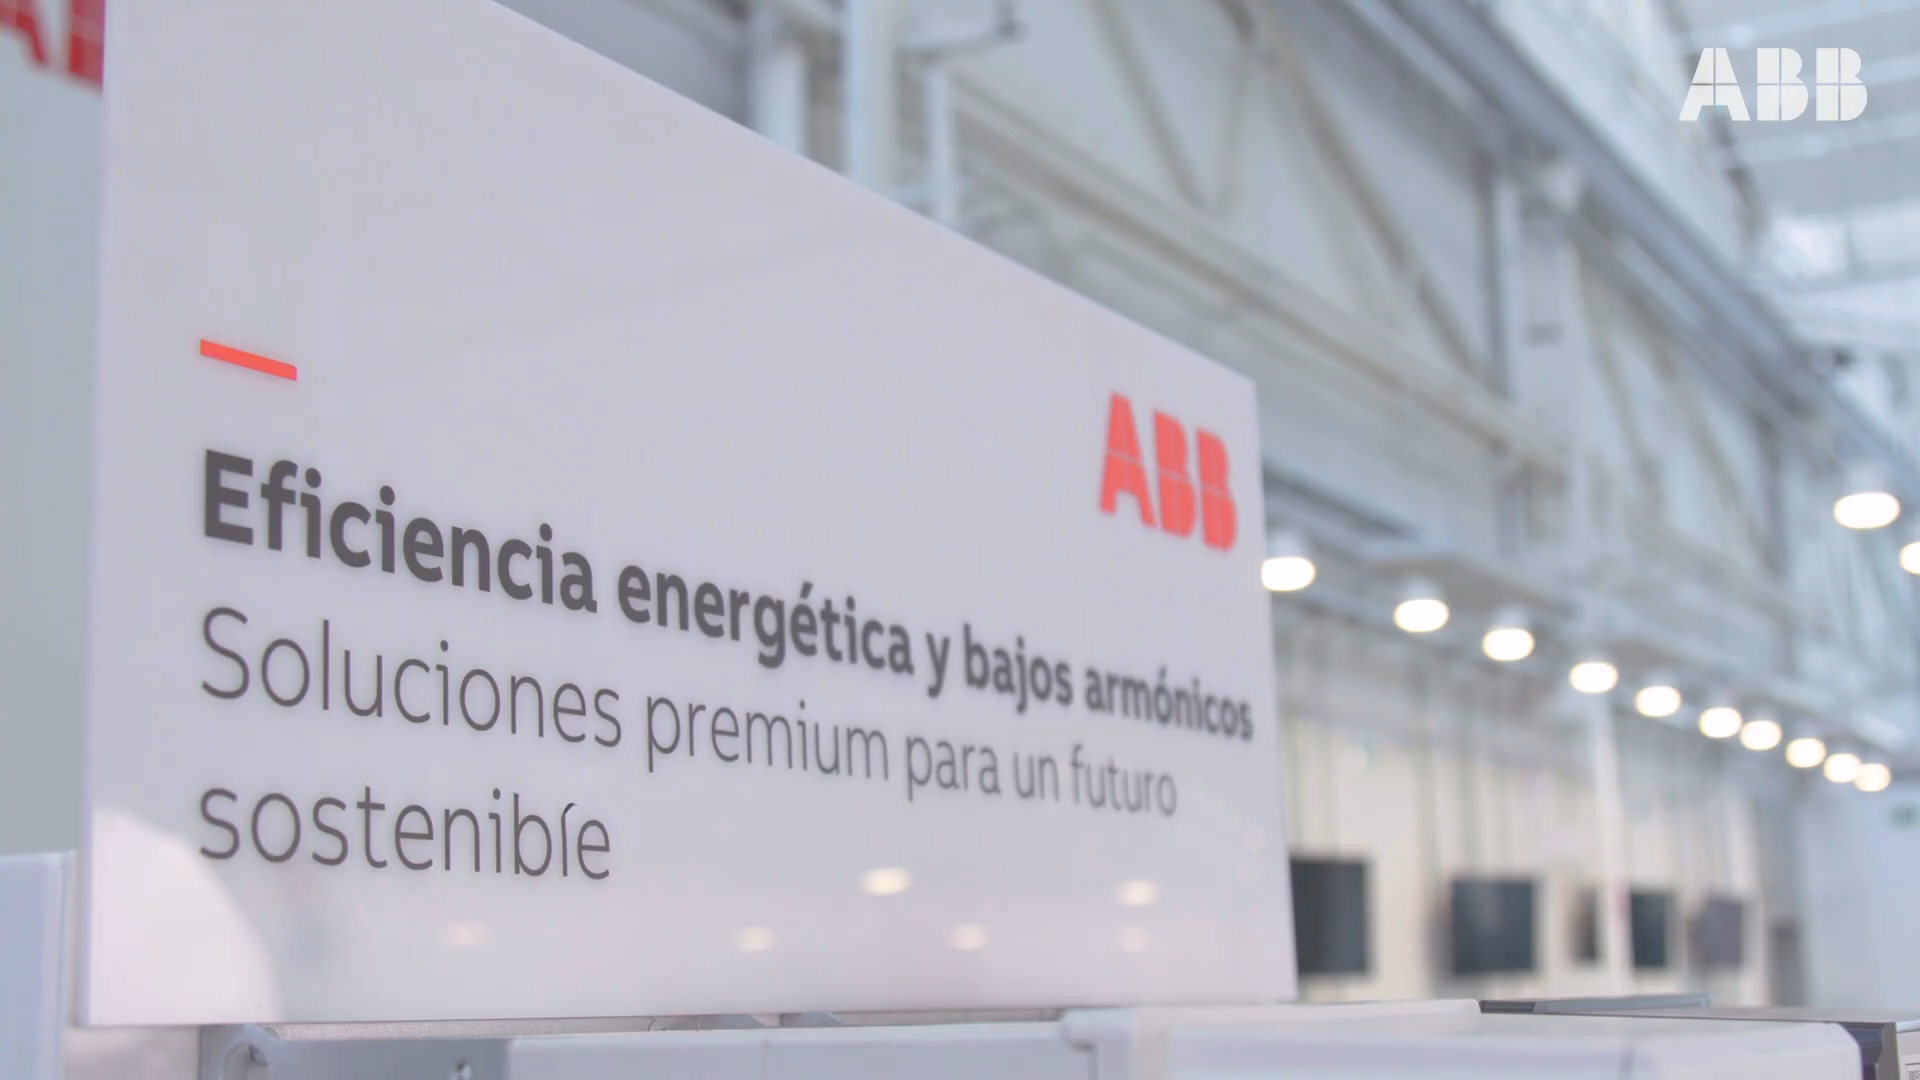 ABB
ABB
Eficiencia energética y bajos armónicos
Soluciones premium para un futuro
sostenible